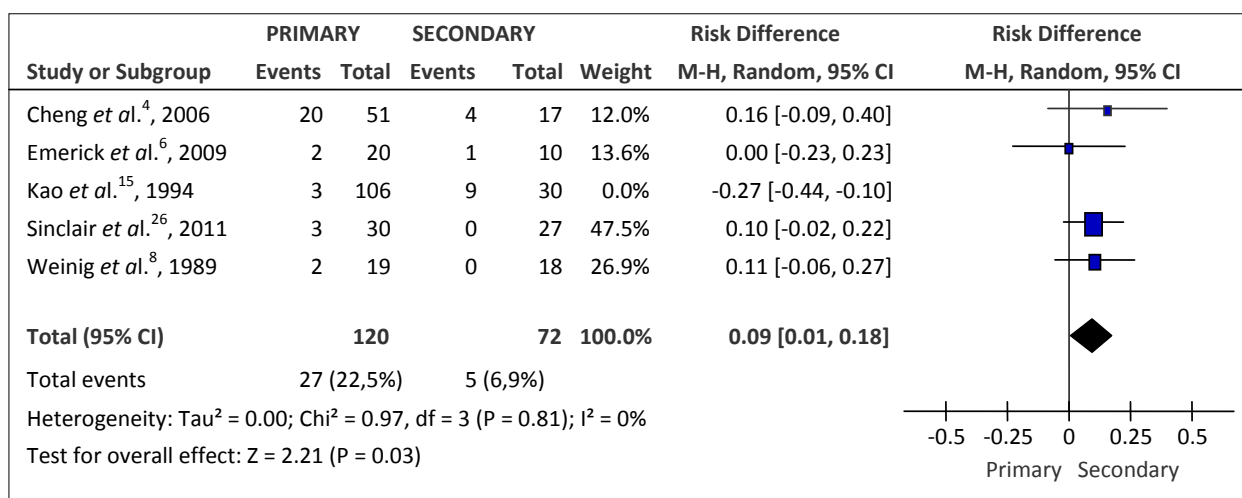 PRIMARY SECONDARY Risk Difference Risk Difference
Study or Subgroup Events Total Events Total Weight M-H, Random, 95% CI M-H, Random, 95% CI
Cheng et al.4, 2006 20 51 4 17 12.0% 0.16 [-0.09, 0.40]
Emerick et al.6, 2009 2 20 1 10 13.6% 0.00 [-0.23, 0.23]
Kao et al.15, 1994 3 106 9 30 0.0% -0.27 [-0.44, -0.10]
Sinclair et al.26, 2011 3 30 0 27 47.5% 0.10 [-0.02, 0.22]
Weinig et al.8, 1989 2 19 0 18 26.9% 0.11 [-0.06, 0.27]
Total (95% CI) 120 72 100.0% 0.09 [0.01, 0.18]
Total events 27 (22,5%) 5 (6,9%)
Heterogeneity: Tau² = 0.00; Chi² = 0.97, df = 3 (P = 0.81); I² = 0%
Test for overall effect: Z = 2.21 (P = 0.03)
-0.5 -0.25 0 0.25 0.5
Primary Secondary